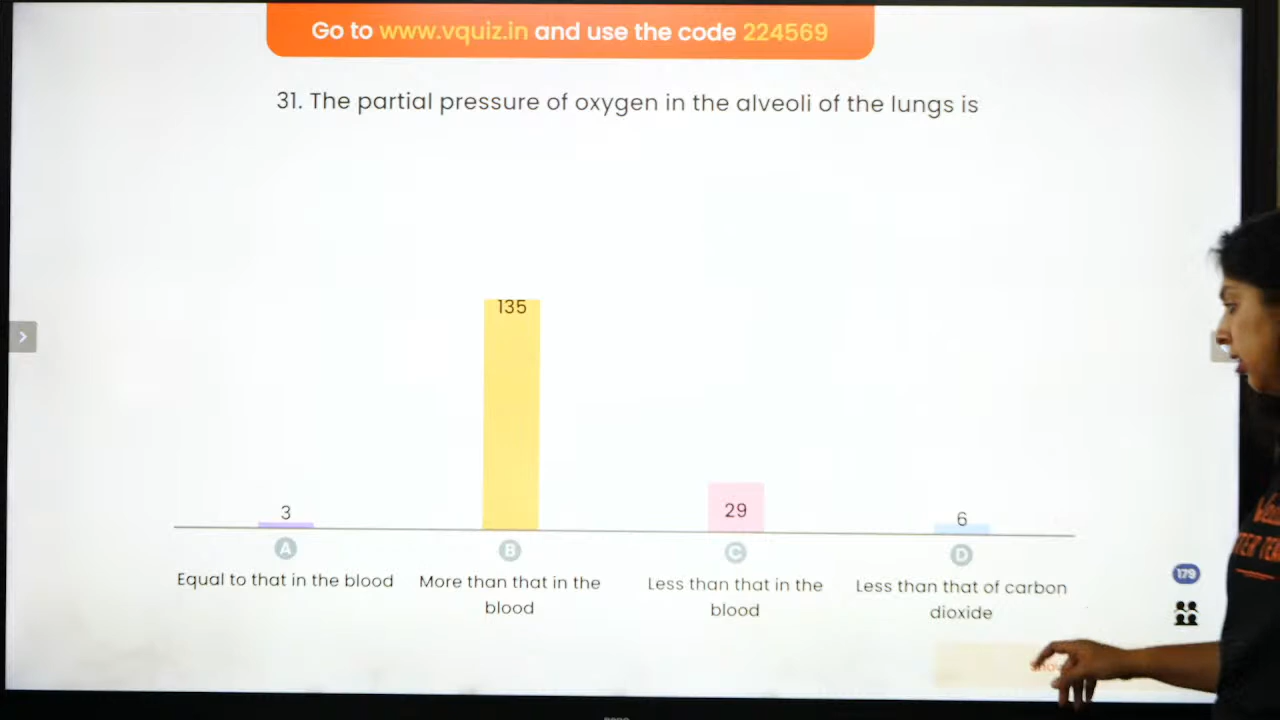 Go to www.vquiz.in and use the code 224569
31. The partial pressure of oxygen in the alveoli of the lungs is
135
3
29
6
A
B
C
D
Equal to that in the blood
More than that in the
blood
Less than that in the
blood
Less than that of carbon
dioxide
179